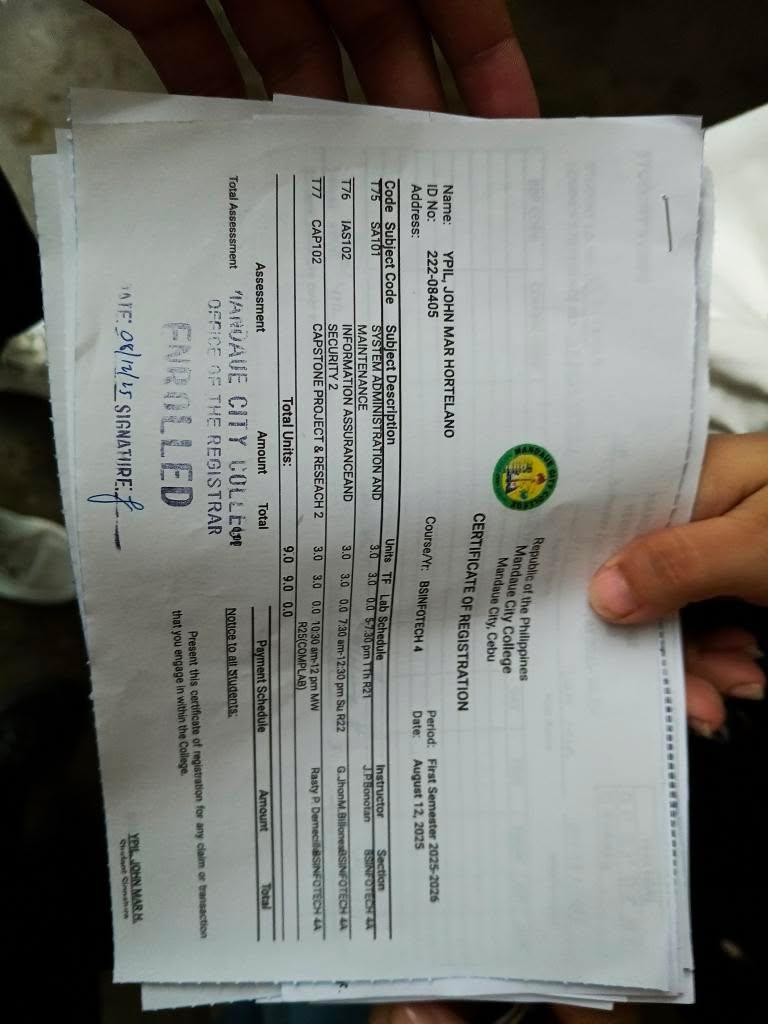 Republic of the Philippines
Mandaue City College
Mandaue City, Cebu
CERTIFICATE OF REGISTRATION
Name: YPIL, JOHN MAR HORTELANO
ID No: 222-08405 Course/Yr: BSINFOTECH 4 Period: First Semester 2025-2026
Address: Date: August 12, 2025
Code Subject Code Subject Description Units TF Lab Schedule Instructor Section
T75 SA101 SYSTEM ADMINISTRATION AND 3.0 3.0 0.0 5-7:30 pm TTh R21 J.P.Bonotan BSINFOTECH 4A
MAINTENANCE
T76 IAS102 INFORMATION ASSURANCEAND 3.0 3.0 0.0 7:30 am-12:30 pm Su R22 G.JhonM.Billones BSINFOTECH 4A
SECURITY 2
T77 CAP102 CAPSTONE PROJECT & RESEACH 2 3.0 3.0 0.0 10:30 am-12 pm MW Rasty P. BSINFOTECH 4A
R25(COMPLAB)
Total Units: 9.0 9.0 0.0
Assessment Amount Total Payment Schedule Amount Total
Total Assessment
MANDAUE CITY COLLEGE
OFFICE OF THE REGISTRAR
ENROLLED
DATE: 08/12/25 SIGNATURE:
Notice to all Students:
Present this certificate of registration for any claim or transaction
that you engage in within the College.
YPIL, JOHN MAR H.
Student Signature